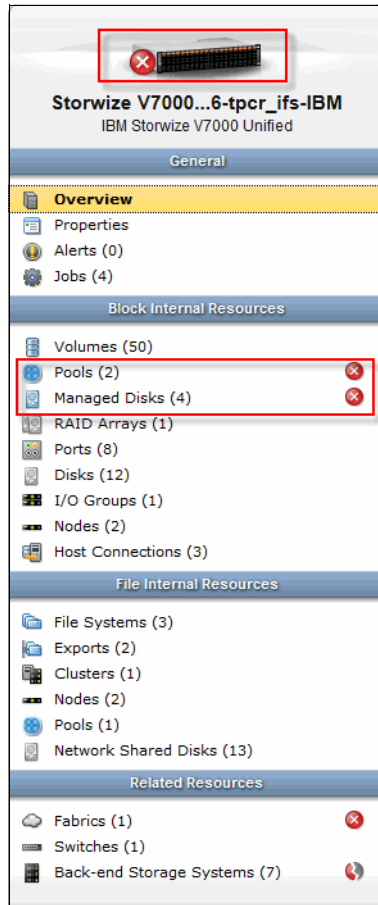 Storwize V7000...6-tpcr_ifs-IBM
IBM Storwize V7000 Unified
General
Overview
Properties
Alerts (0)
Jobs (4)
Block Internal Resources
Volumes (50)
Pools (2)
Managed Disks (4)
RAID Arrays (1)
Ports (8)
Disks (12)
I/O Groups (1)
Nodes (2)
Host Connections (3)
File Internal Resources
File Systems (3)
Exports (2)
Clusters (1)
Nodes (2)
Pools (1)
Network Shared Disks (13)
Related Resources
Fabrics (1)
Switches (1)
Back-end Storage Systems (7)